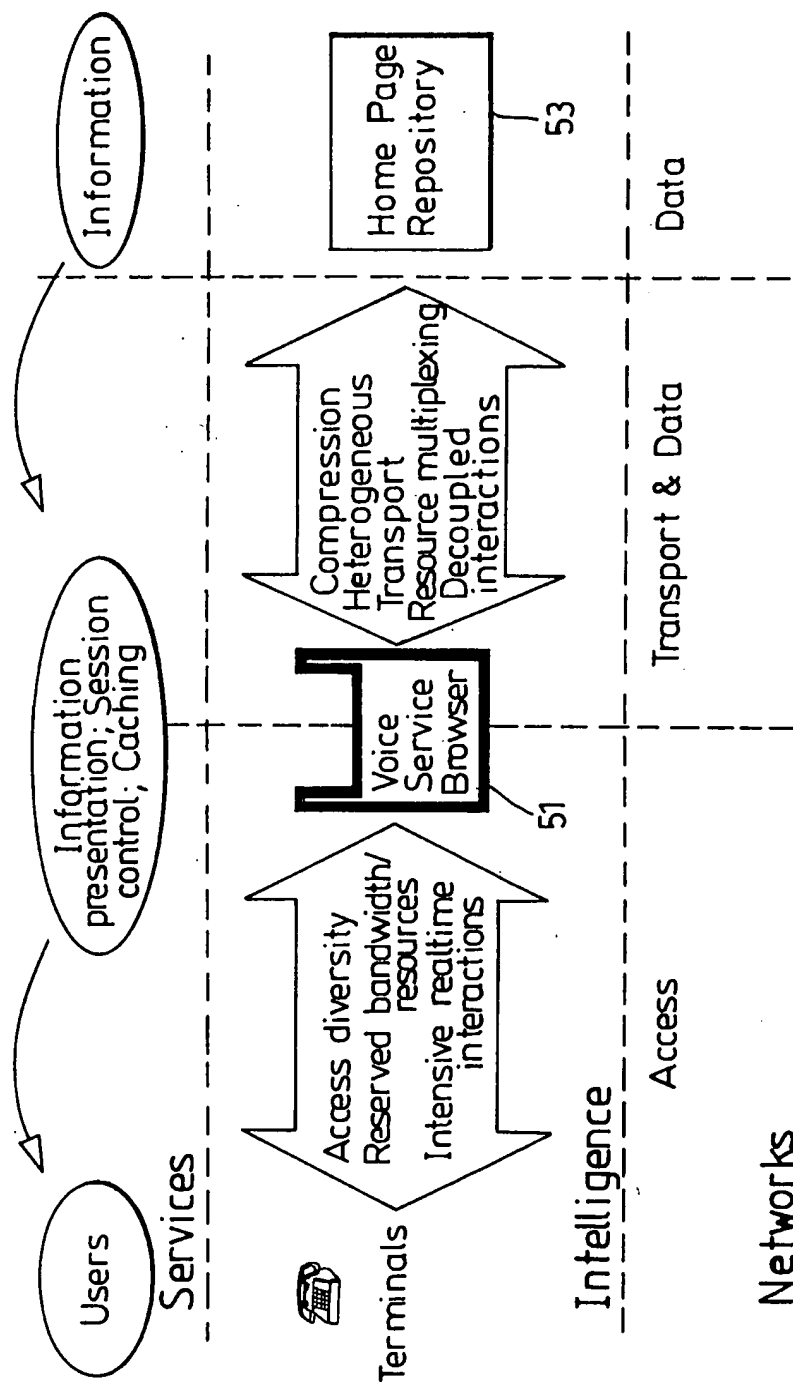 Users
Information
presentation; Session
control; Caching
Information
Services
Terminals
Access diversity
Reserved bandwidth/
resources
Intensive realtime
interactions
Voice
Service
Browser
51
Compression
Heterogeneous
Transport
Resource multiplexing
Decoupled
interactions
Home Page
Repository
53
Intelligence
Access
Transport & Data
Data
Networks